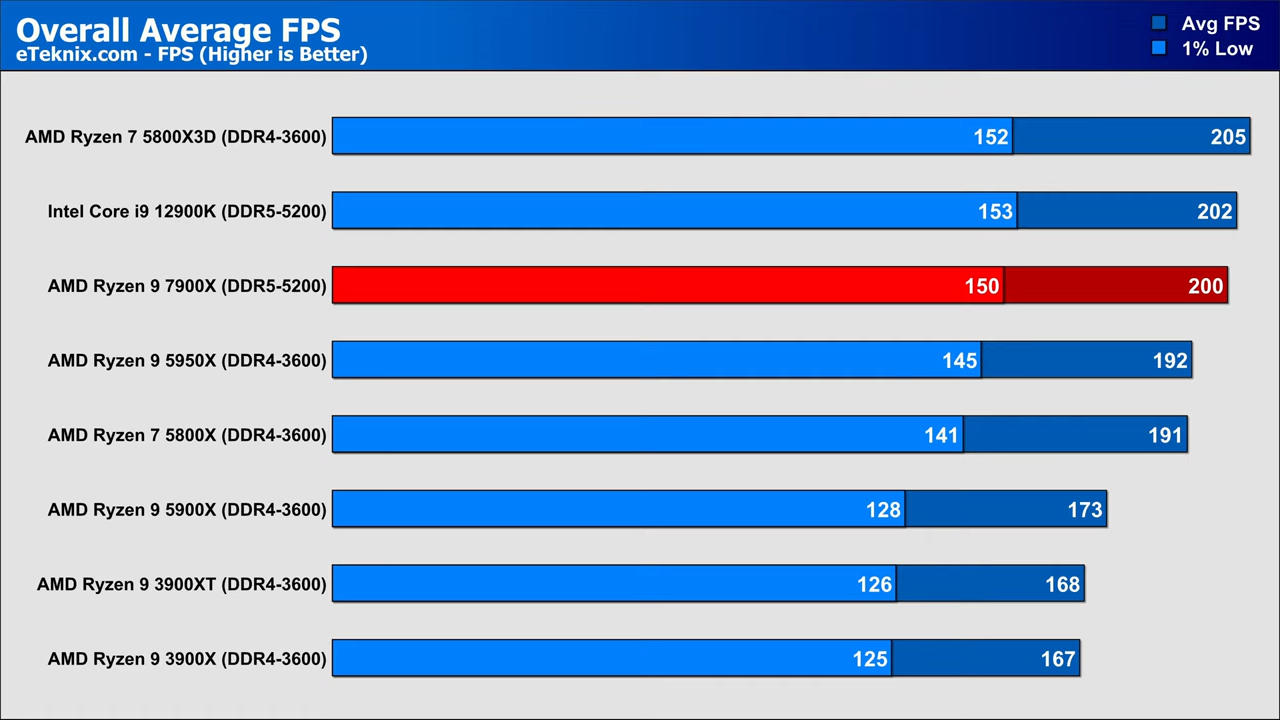 Overall Average FPS
eTeknix.com - FPS (Higher is Better)
Avg FPS
1% Low
AMD Ryzen 7 5800X3D (DDR4-3600) 152 205
Intel Core i9 12900K (DDR5-5200) 153 202
AMD Ryzen 9 7900X (DDR5-5200) 150 200
AMD Ryzen 9 5950X (DDR4-3600) 145 192
AMD Ryzen 7 5800X (DDR4-3600) 141 191
AMD Ryzen 9 5900X (DDR4-3600) 128 173
AMD Ryzen 9 3900XT (DDR4-3600) 126 168
AMD Ryzen 9 3900X (DDR4-3600) 125 167